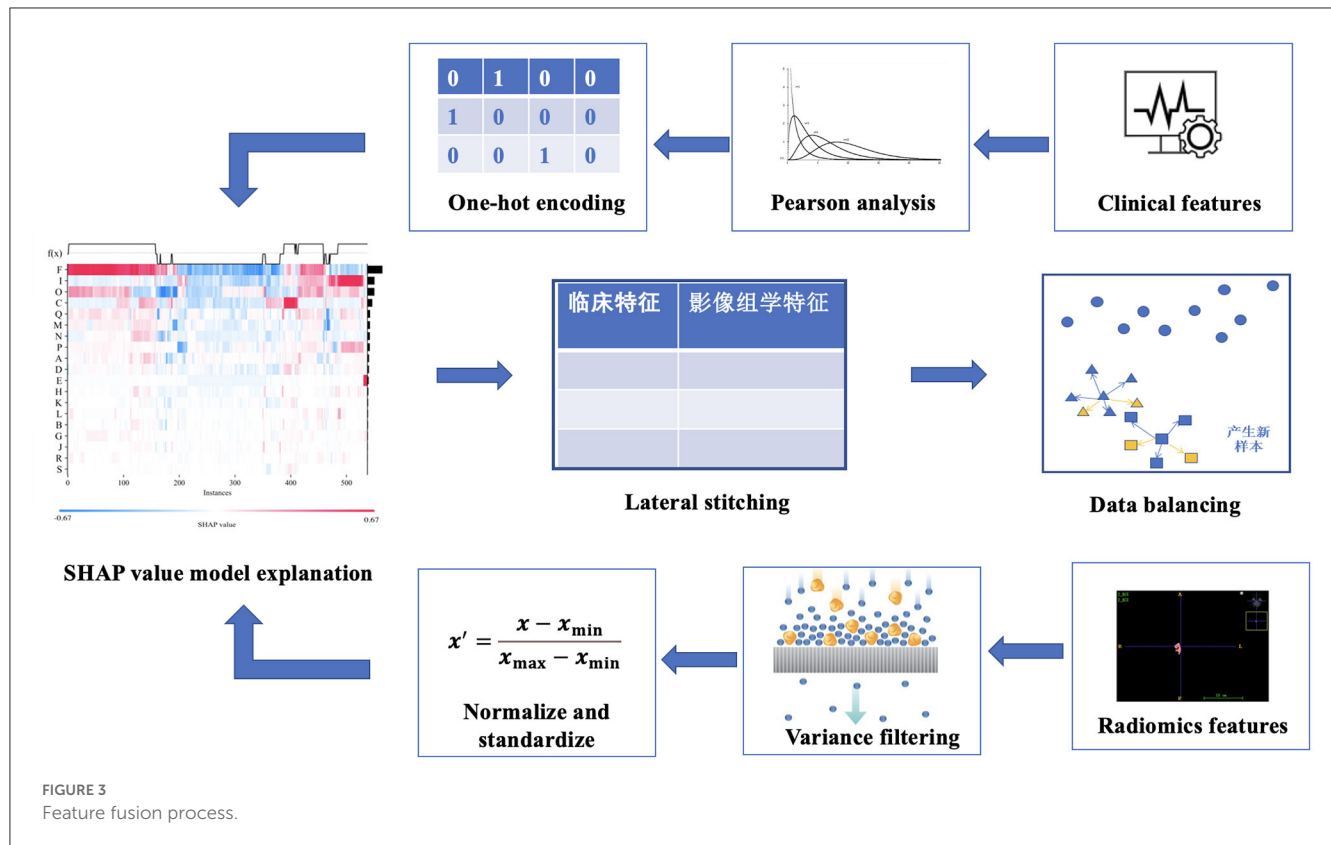 0 1 0 0
1 0 0 0
0 0 1 0
One-hot encoding
Pearson analysis
Clinical features
f(x)
F
I
O
C
Q
M
N
P
A
D
E
H
K
L
B
G
J
R
S
0 100 200 300 400 500
Instances
-0.67 0.67
SHAP value
SHAP value model explanation
临床特征 影像组学特征
Lateral stitching
产生新
样本
Data balancing
x′ = (x − xmin) / (xmax − xmin)
Normalize and
standardize
Variance filtering
A
R L
P
Radiomics features
FIGURE 3
Feature fusion process.